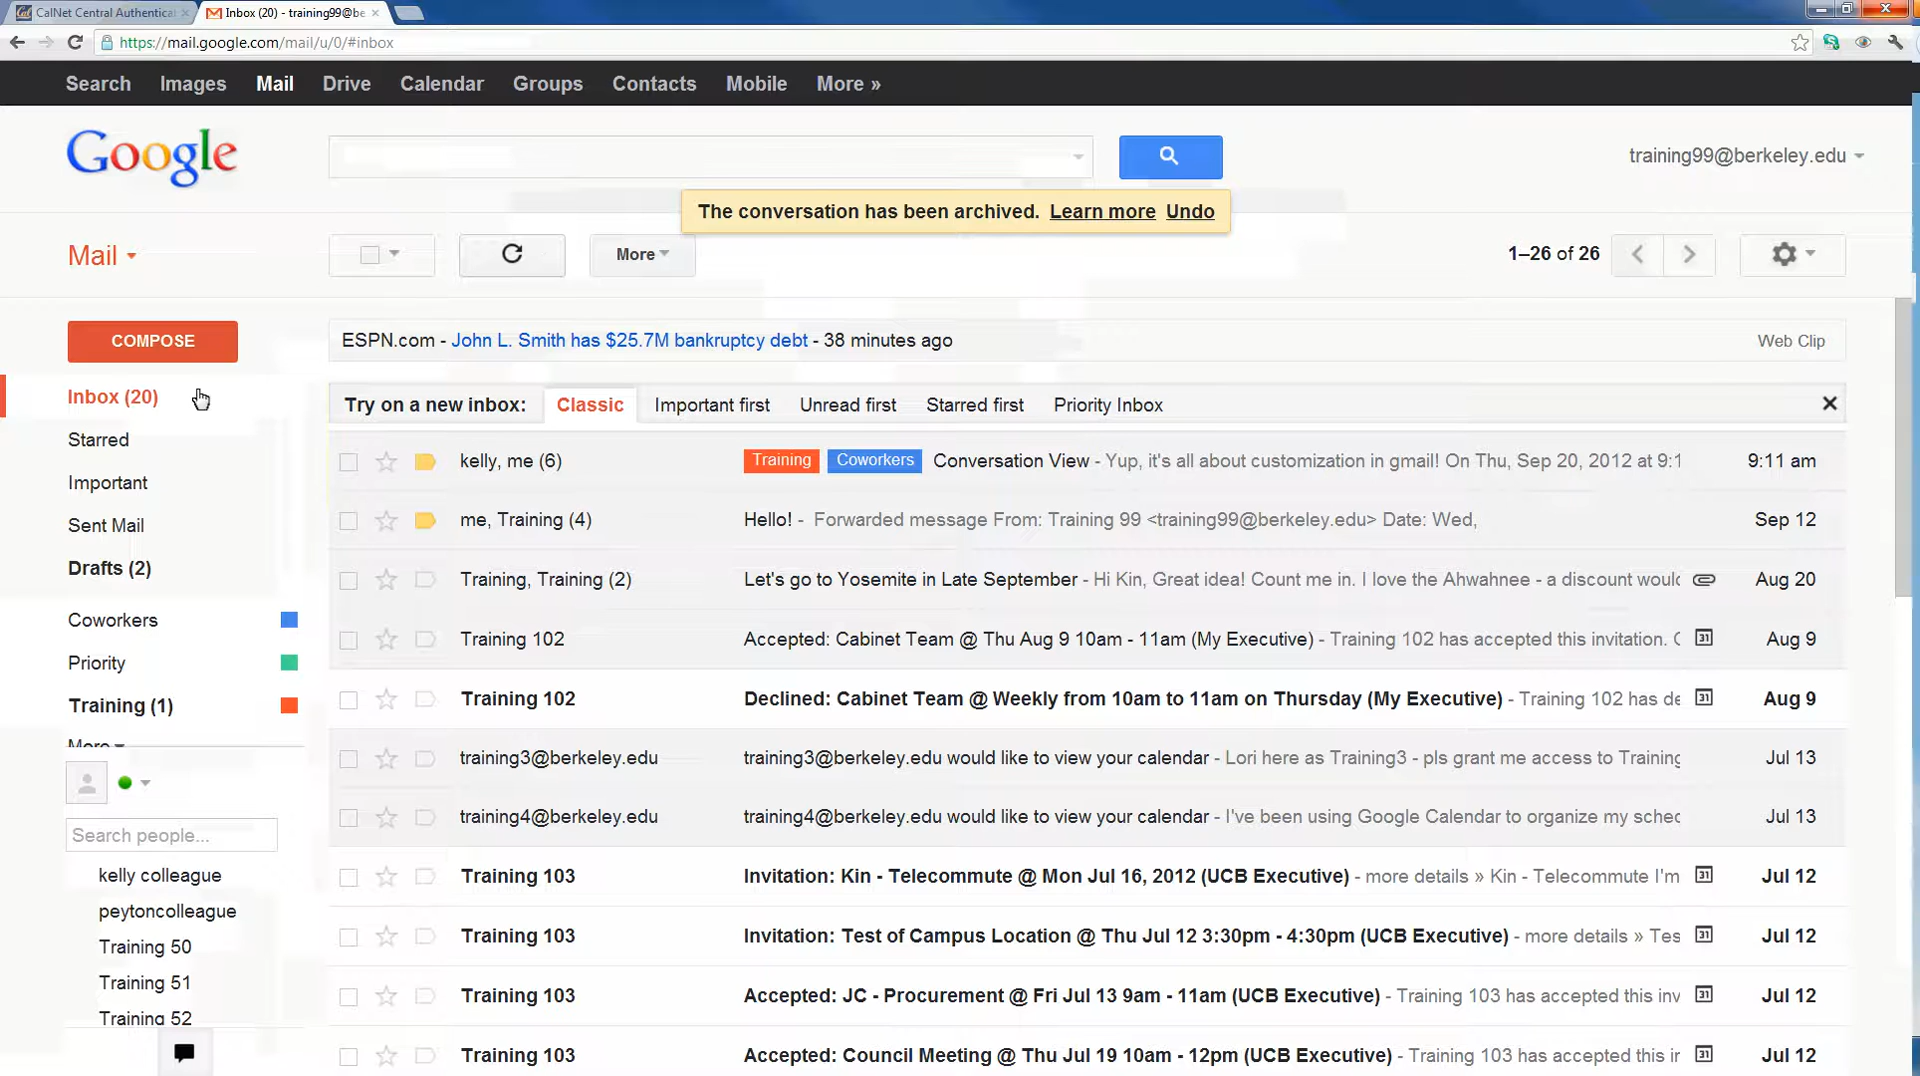 CalNet Central Authentica
Inbox (20) - training99@be
https://mail.google.com/mail/u/0/#inbox
Search Images Mail Drive Calendar Groups Contacts Mobile More »
Google
training99@berkeley.edu
The conversation has been archived. Learn more Undo
Mail
More
1–26 of 26
COMPOSE
ESPN.com - John L. Smith has $25.7M bankruptcy debt - 38 minutes ago
Web Clip
Inbox (20)
Starred
Important
Sent Mail
Drafts (2)
Coworkers
Priority
Training (1)
More
Search people...
kelly colleague
peytoncolleague
Training 50
Training 51
Training 52
Try on a new inbox: Classic Important first Unread first Starred first Priority Inbox
kelly, me (6) Training Coworkers Conversation View - Yup, it's all about customization in gmail! On Thu, Sep 20, 2012 at 9:1 9:11 am
me, Training (4) Hello! - Forwarded message From: Training 99 <training99@berkeley.edu> Date: Wed, Sep 12
Training, Training (2) Let's go to Yosemite in Late September - Hi Kin, Great idea! Count me in. I love the Ahwahnee - a discount would Aug 20
Training 102 Accepted: Cabinet Team @ Thu Aug 9 10am - 11am (My Executive) - Training 102 has accepted this invitation. 31 Aug 9
Training 102 Declined: Cabinet Team @ Weekly from 10am to 11am on Thursday (My Executive) - Training 102 has de 31 Aug 9
training3@berkeley.edu training3@berkeley.edu would like to view your calendar - Lori here as Training3 - pls grant me access to Training Jul 13
training4@berkeley.edu training4@berkeley.edu would like to view your calendar - I've been using Google Calendar to organize my sched Jul 13
Training 103 Invitation: Kin - Telecommute @ Mon Jul 16, 2012 (UCB Executive) - more details » Kin - Telecommute I'm 31 Jul 12
Training 103 Invitation: Test of Campus Location @ Thu Jul 12 3:30pm - 4:30pm (UCB Executive) - more details » Tes 31 Jul 12
Training 103 Accepted: JC - Procurement @ Fri Jul 13 9am - 11am (UCB Executive) - Training 103 has accepted this inv 31 Jul 12
Training 103 Accepted: Council Meeting @ Thu Jul 19 10am - 12pm (UCB Executive) - Training 103 has accepted this in 31 Jul 12